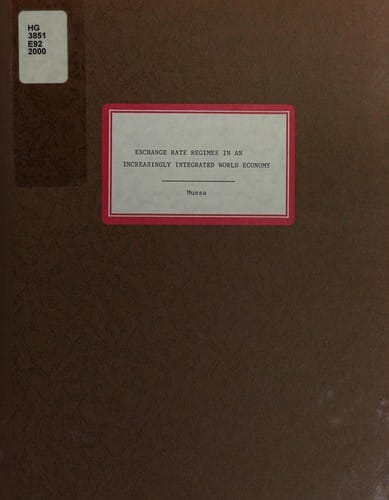 HG
3851
E92
2000
EXCHANGE RATE REGIMES IN AN
INCREASINGLY INTEGRATED WORLD ECONOMY
Mussa